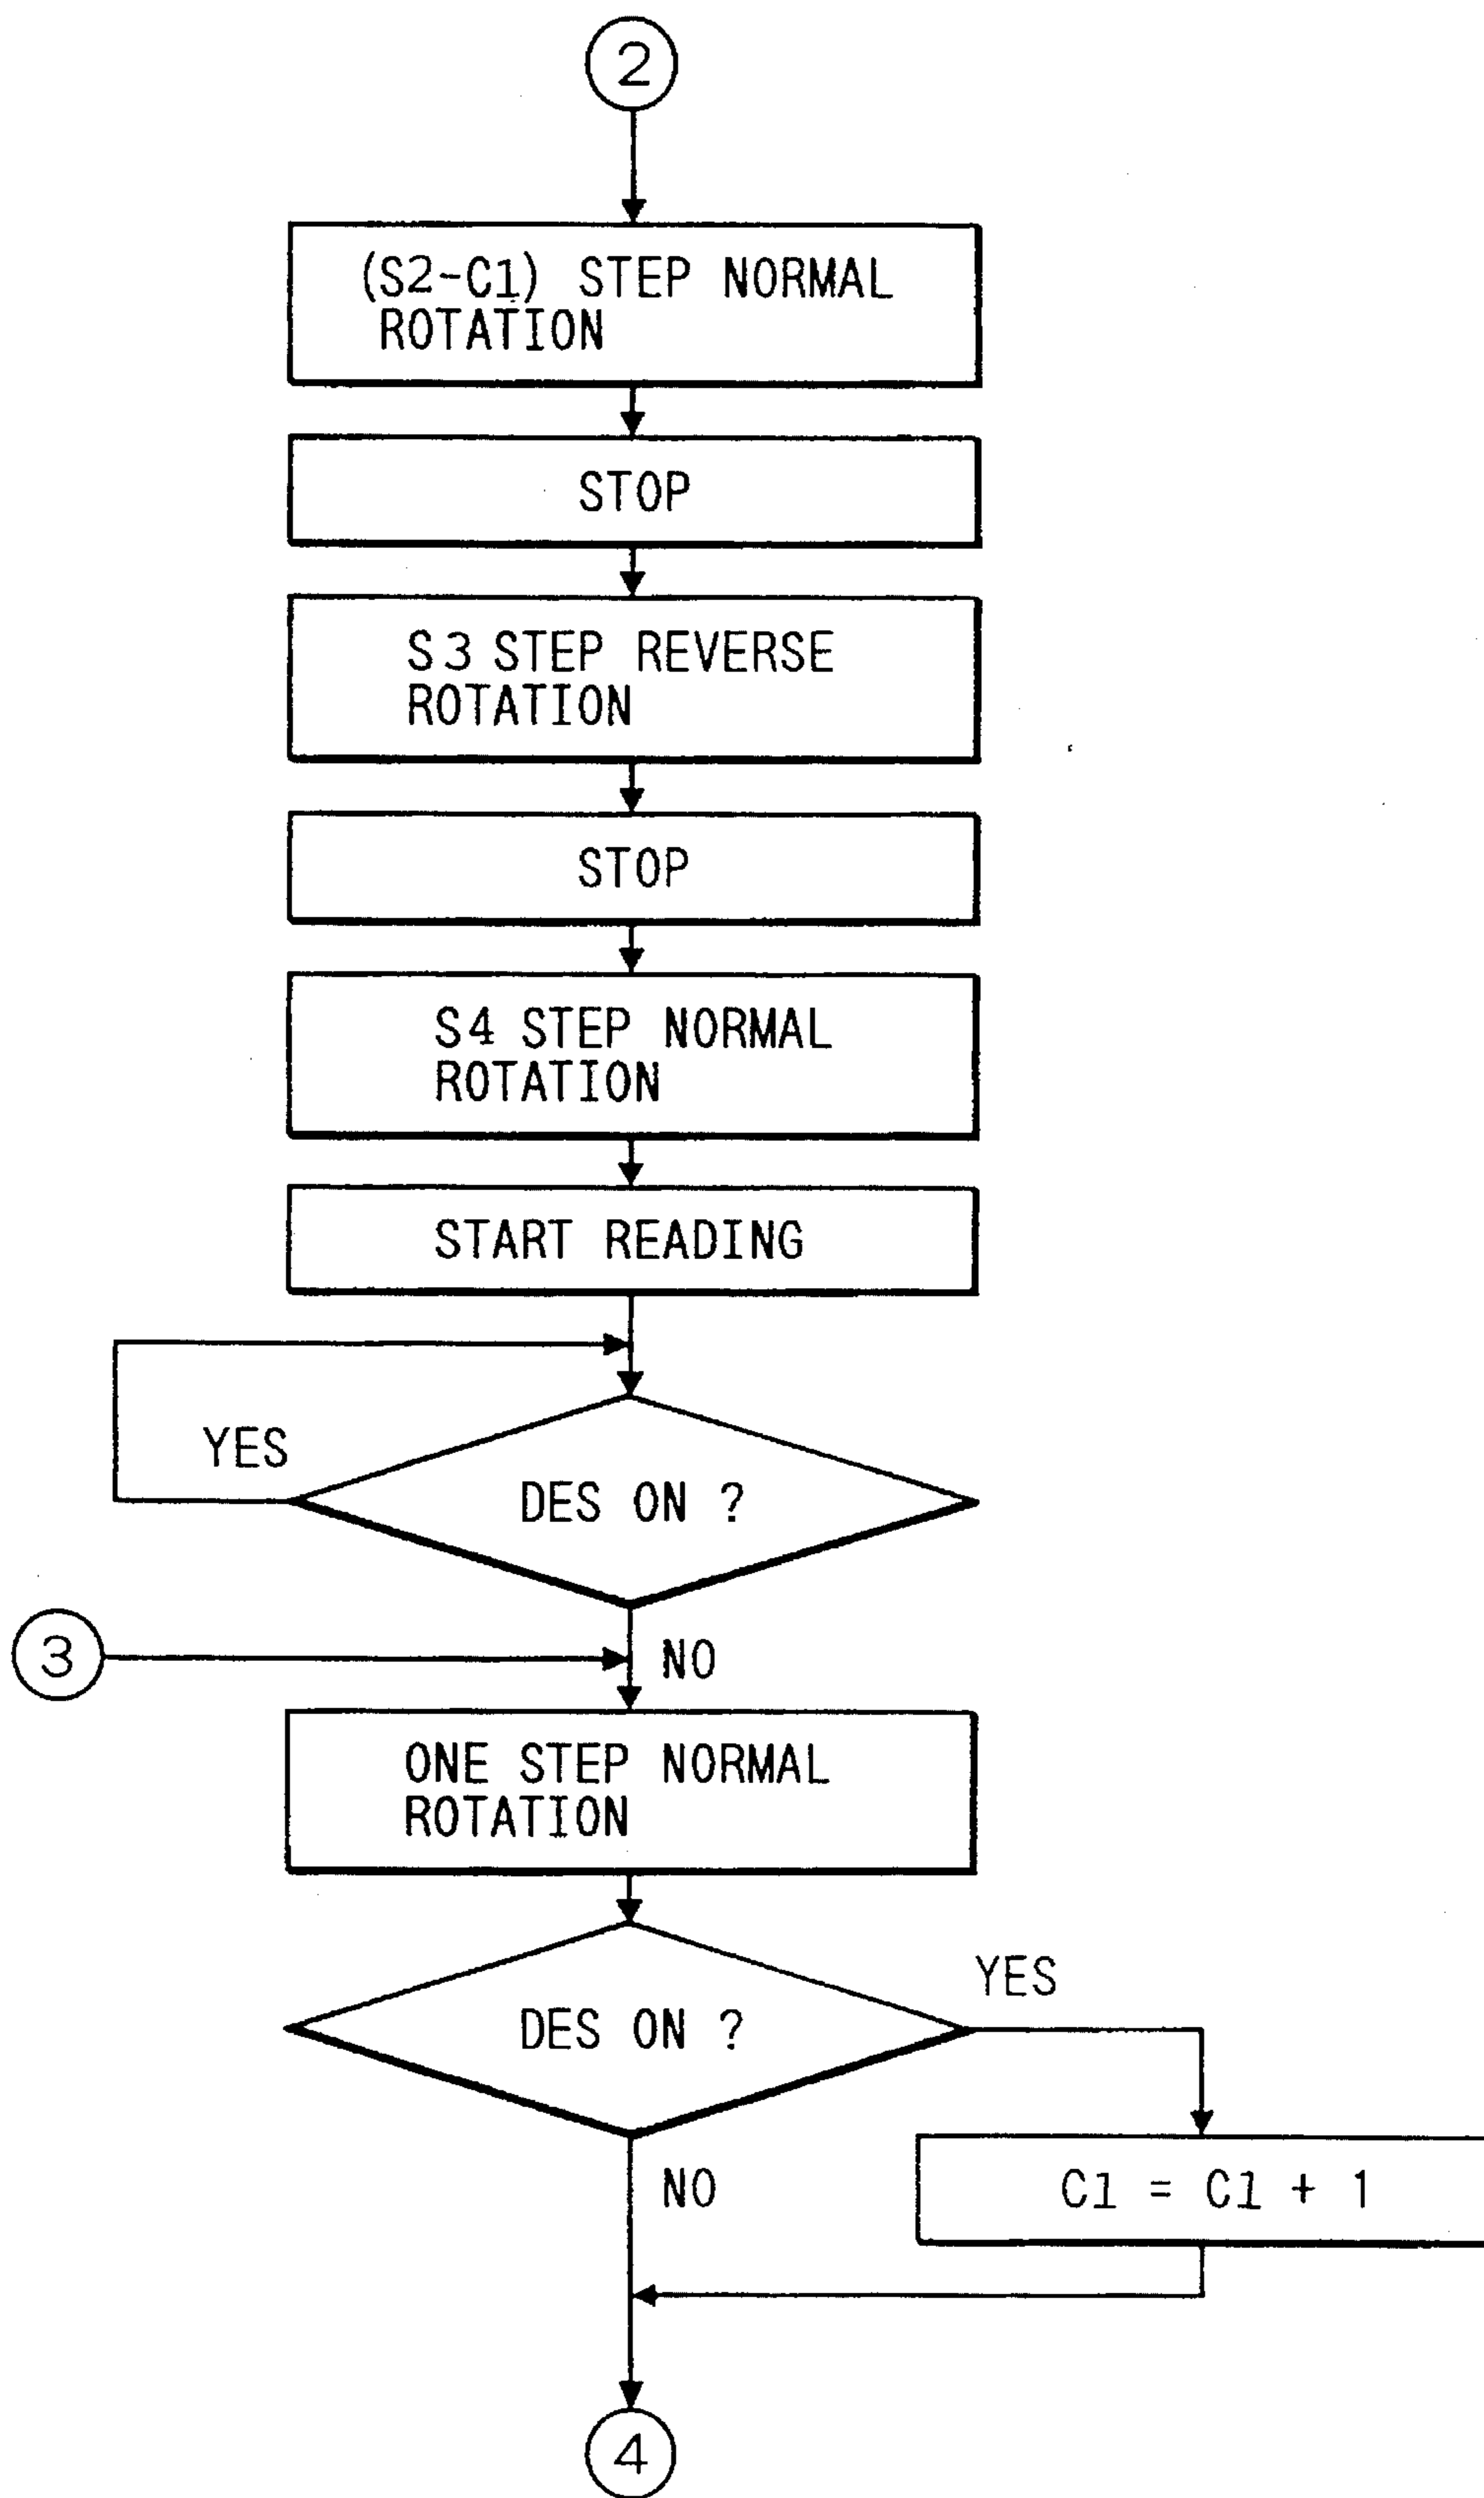 2
(S2-C1) STEP NORMAL
ROTATION
STOP
S3 STEP REVERSE
ROTATION
STOP
S4 STEP NORMAL
ROTATION
START READING
YES
DES ON ?
3
NO
ONE STEP NORMAL
ROTATION
YES
DES ON ?
NO
C1 = C1 + 1
4